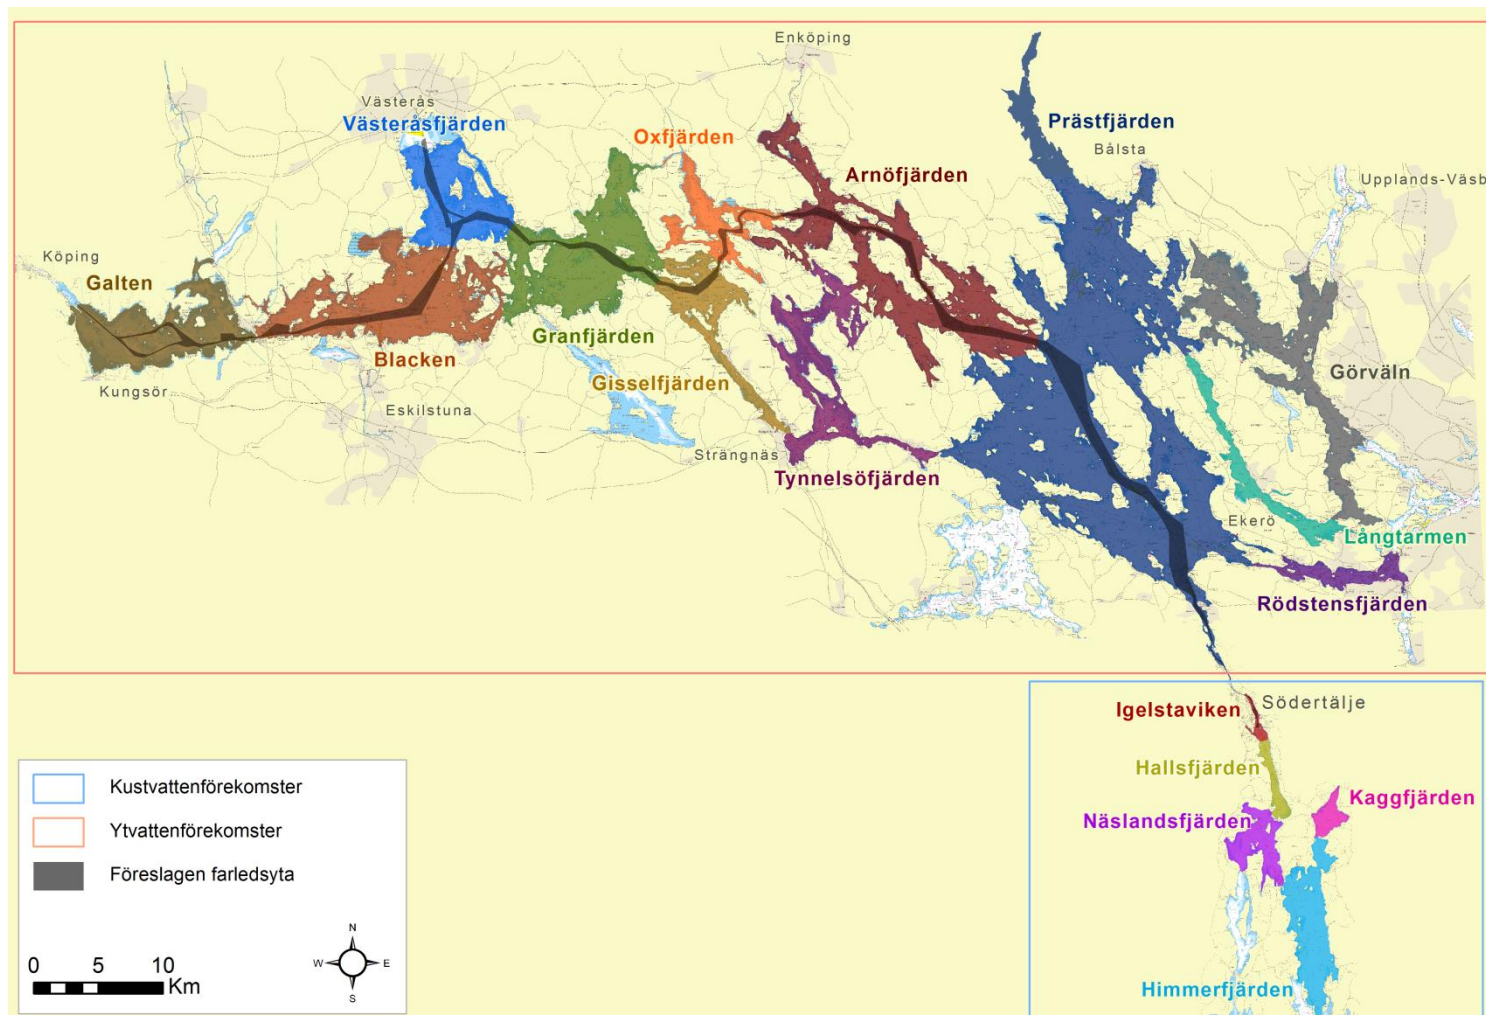 Enköping
Västerås
Västeråsfjärden
Oxfjärden
Prästfjärden
Bålsta
Arnöfjärden
Upplands-Väsb
Köping
Galten
Granfjärden
Blacken
Gisselfjärden
Görväln
Kungsör
Eskilstuna
Strängnäs
Tynnelsöfjärden
Ekerö
Långtarmen
Rödstensfjärden
Igelstaviken
Södertälje
Hallsfjärden
Kaggfjärden
Näslandsfjärden
Himmerfjärden
Kustvattenförekomster
Ytvattenförekomster
Föreslagen farledsyta
N
W E
S
0 5 10
Km